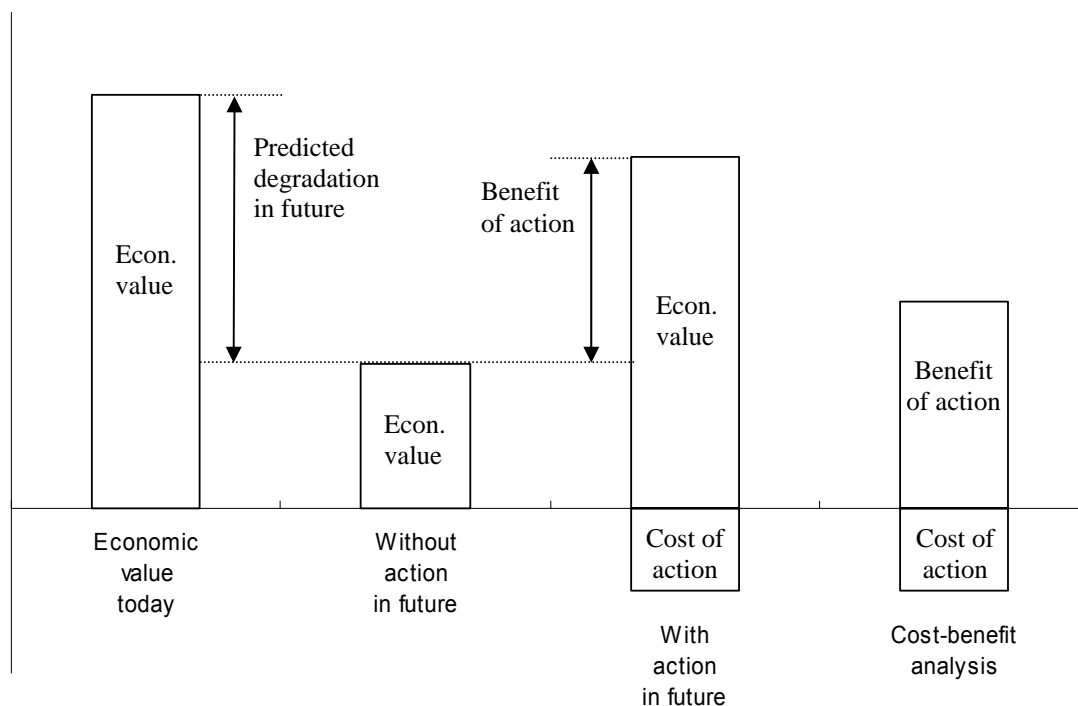 Predicted
degradation
in future
Benefit
of action
Econ.
value
Econ.
value
Econ.
value
Benefit
of action
Cost of
action
Cost of
action
Economic
value
today
Without
action
in future
With
action
in future
Cost-benefit
analysis